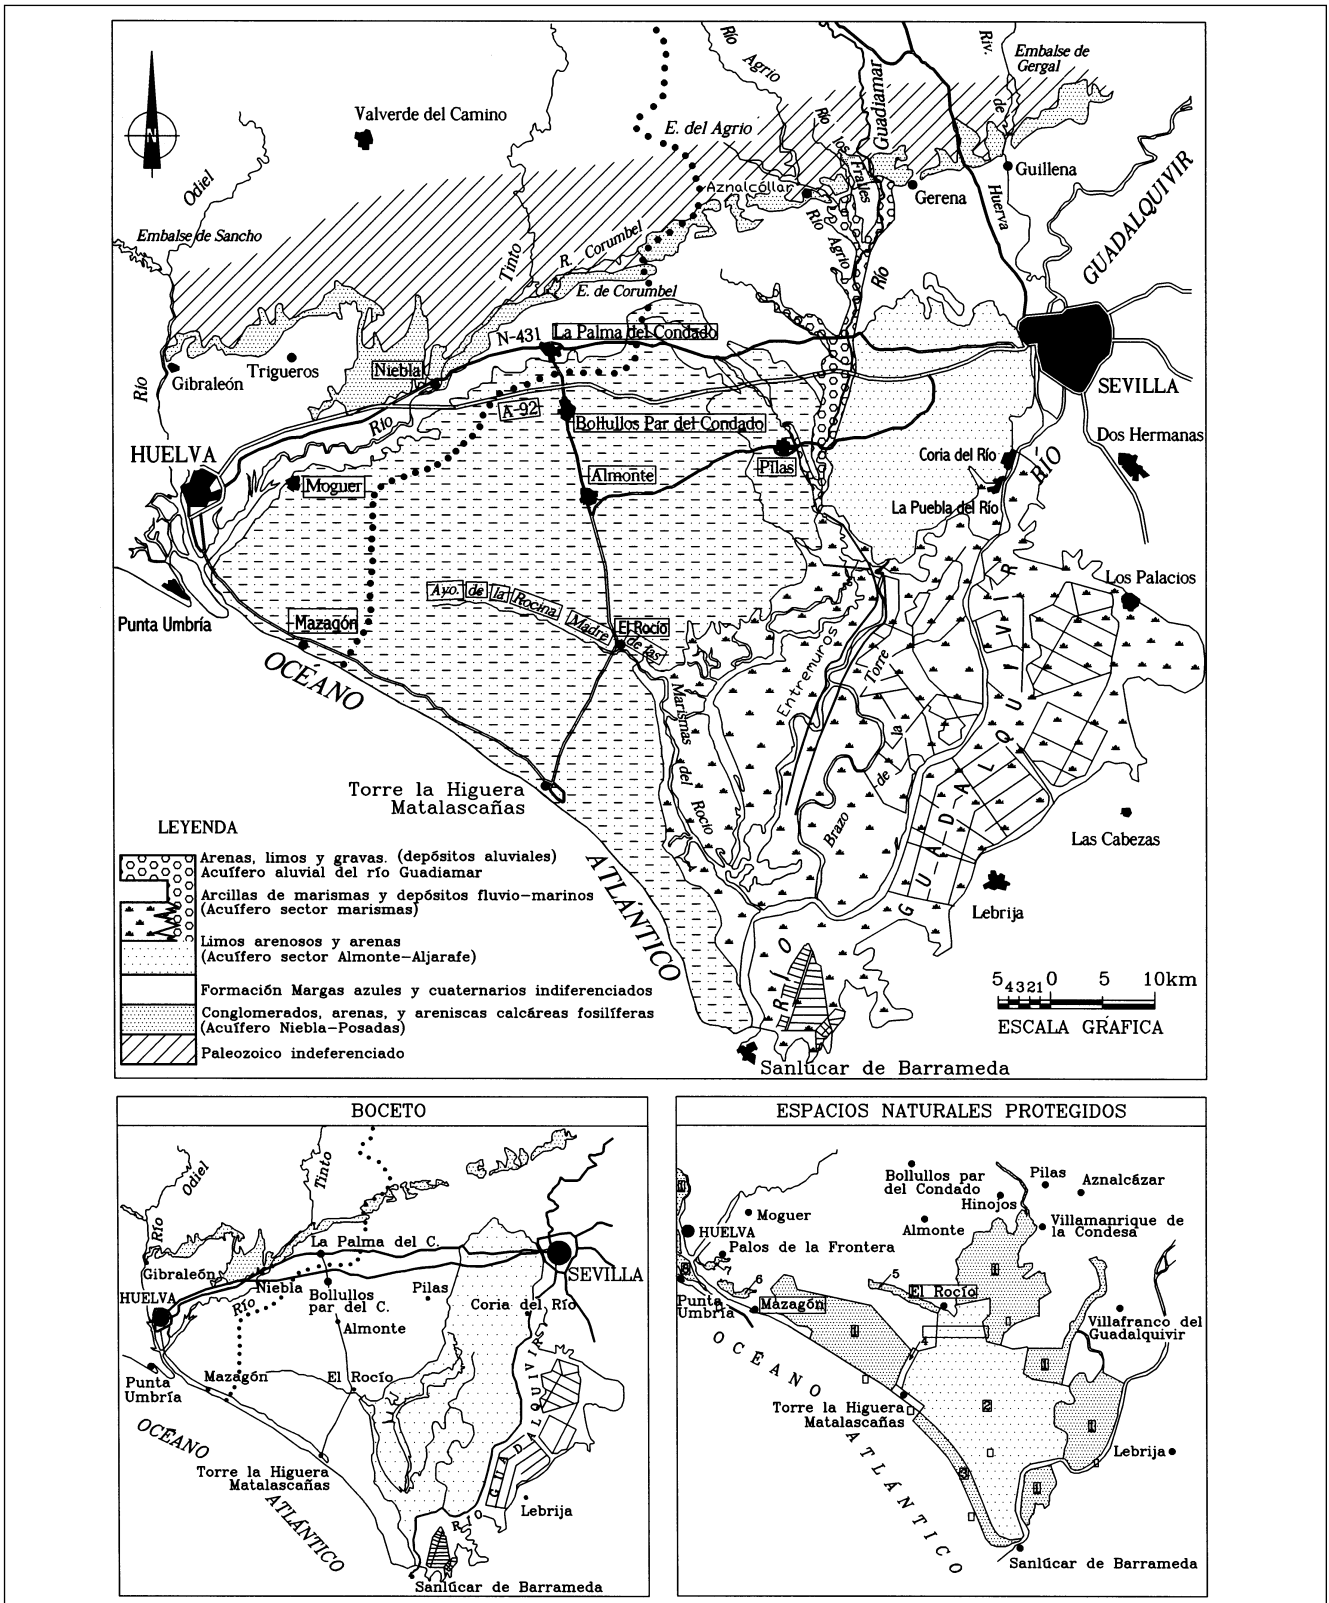 Embalse de
Gergal
Riv.
de
Huerva
Río
Agrio
Guadiamar
Valverde del Camino
N
E. del Agrio
Río
los
Frailes
Guillena
Odiel
Aznalcóllar
Gerena
GUADALQUIVIR
Embalse de Sancho
Tinto
R. Corumbel
Río
Agrio
Río
E. de Corumbel
N-431
La Palma del Condado
Trigueros
Niebla
Gibraleón
Río
SEVILLA
A-92
Río
Bollullos Par del Condado
HUELVA
Dos Hermanas
Coria del Río
RÍO
Pilas
Almonte
Moguer
La Puebla del Río
Los Palacios
Ayo. de la Rocina
Madre
de las
Marismas
del
Rocío
El Rocío
Punta Umbría
Mazagón
Entremuros
Torre
la
de
Brazo
OCÉANO
GUADALQUIVIR
Torre la Higuera
Matalascañas
Las Cabezas
ATLÁNTICO
Lebrija
RÍO
LEYENDA
Arenas, limos y gravas. (depósitos aluviales)
Acuífero aluvial del río Guadiamar
Arcillas de marismas y depósitos fluvio-marinos
(Acuífero sector marismas)
Limos arenosos y arenas
(Acuífero sector Almonte-Aljarafe)
Formación Margas azules y cuaternarios indiferenciados
Conglomerados, arenas, y areniscas calcáreas fosilíferas
(Acuífero Niebla-Posadas)
Paleozoico indeferenciado
5 4 3 2 1 0 5 10km
ESCALA GRÁFICA
Sanlúcar de Barrameda
BOCETO
Odiel
Tinto
Río
La Palma del C.
Gibraleón
SEVILLA
Niebla
HUELVA
Río
Bollullos
par del C.
Pilas
Coria del Río
Almonte
Mazagón
El Rocío
Punta
Umbría
OCÉANO
GUADALQUIVIR
Torre la Higuera
Matalascañas
ATLÁNTICO
RÍO
Lebrija
Sanlúcar de Barrameda
ESPACIOS NATURALES PROTEGIDOS
Bollullos par
del Condado
Pilas
Aznalcázar
Hinojos
Moguer
Almonte
Villamanrique de
la Condesa
HUELVA
Palos de la Frontera
6
5
El Rocío
Punta
Umbría
Mazagón
Villafranco del
Guadalquivir
4
OCÉANO
Torre la Higuera
Matalascañas
ATLÁNTICO
Lebrija
Sanlúcar de Barrameda